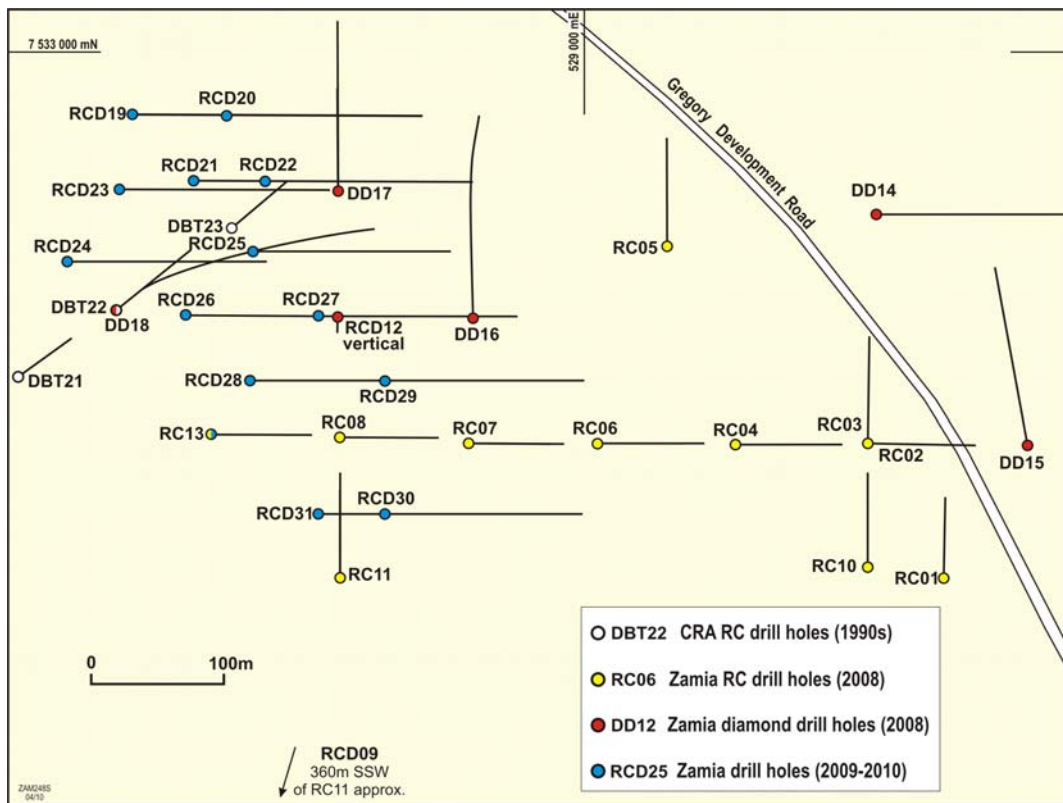 7 533 000 mN
529 000 mE
Gregory Development Road
RCD19
RCD20
RCD21
RCD22
RCD23
DD17
DD14
DBT23
RCD24
RCD25
RC05
DBT22
DD18
RCD26
RCD27
RCD12
vertical
DD16
DBT21
RCD28
RCD29
RC13
RC08
RC07
RC06
RC04
RC03
RC02
DD15
RCD31
RCD30
RC11
RC10
RC01
0
100m
DBT22 CRA RC drill holes (1990s)
RC06 Zamia RC drill holes (2008)
DD12 Zamia diamond drill holes (2008)
RCD25 Zamia drill holes (2009-2010)
RCD09
360m SSW
of RC11 approx.
ZAM248S
04/10